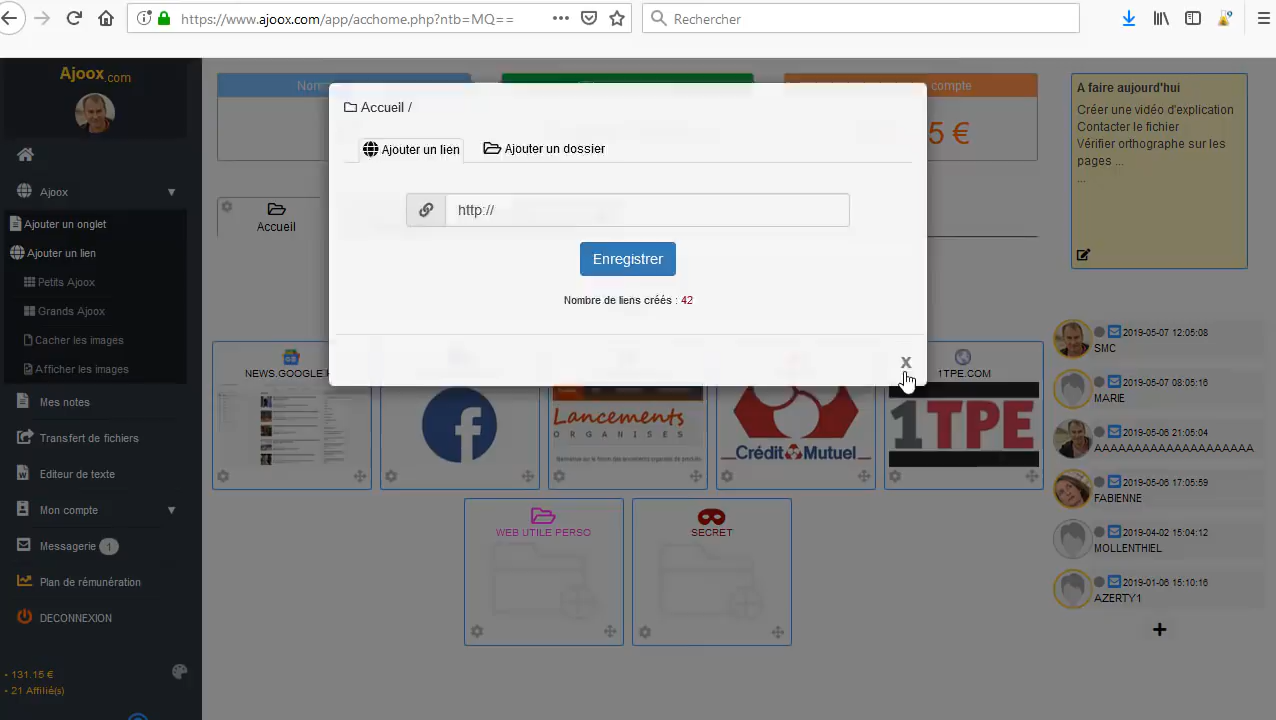 https://www.ajoox.com/app/acchome.php?ntb=MQ==
Rechercher
Ajoox.com
Ajoox
Ajouter un onglet
Ajouter un lien
Petits Ajoox
Grands Ajoox
Cacher les images
Afficher les images
Mes notes
Transfert de fichiers
Editeur de texte
Mon compte
Messagerie 1
Plan de rémunération
DECONNEXION
• 131.15 €
• 21 Affilié(s)
compte
5 €
Accueil
Accueil /
Ajouter un lien
Ajouter un dossier
http://
Enregistrer
Nombre de liens créés : 42
X
NEWS.GOOGLE.
1TPE.COM
Lancements
ORGANISES
Crédit Mutuel
1TPE
WEB UTILE PERSO
SECRET
A faire aujourd'hui
Créer une vidéo d'explication
Contacter le fichier
Vérifier orthographe sur les
pages ...
...
2019-05-07 12:05:08
SMC
2019-05-07 08:05:16
MARIE
2019-05-06 21:05:04
AAAAAAAAAAAAAAAAAAAA
2019-05-06 17:05:59
FABIENNE
2019-04-02 15:04:12
MOLLENTHIEL
2019-01-06 15:10:16
AZERTY1